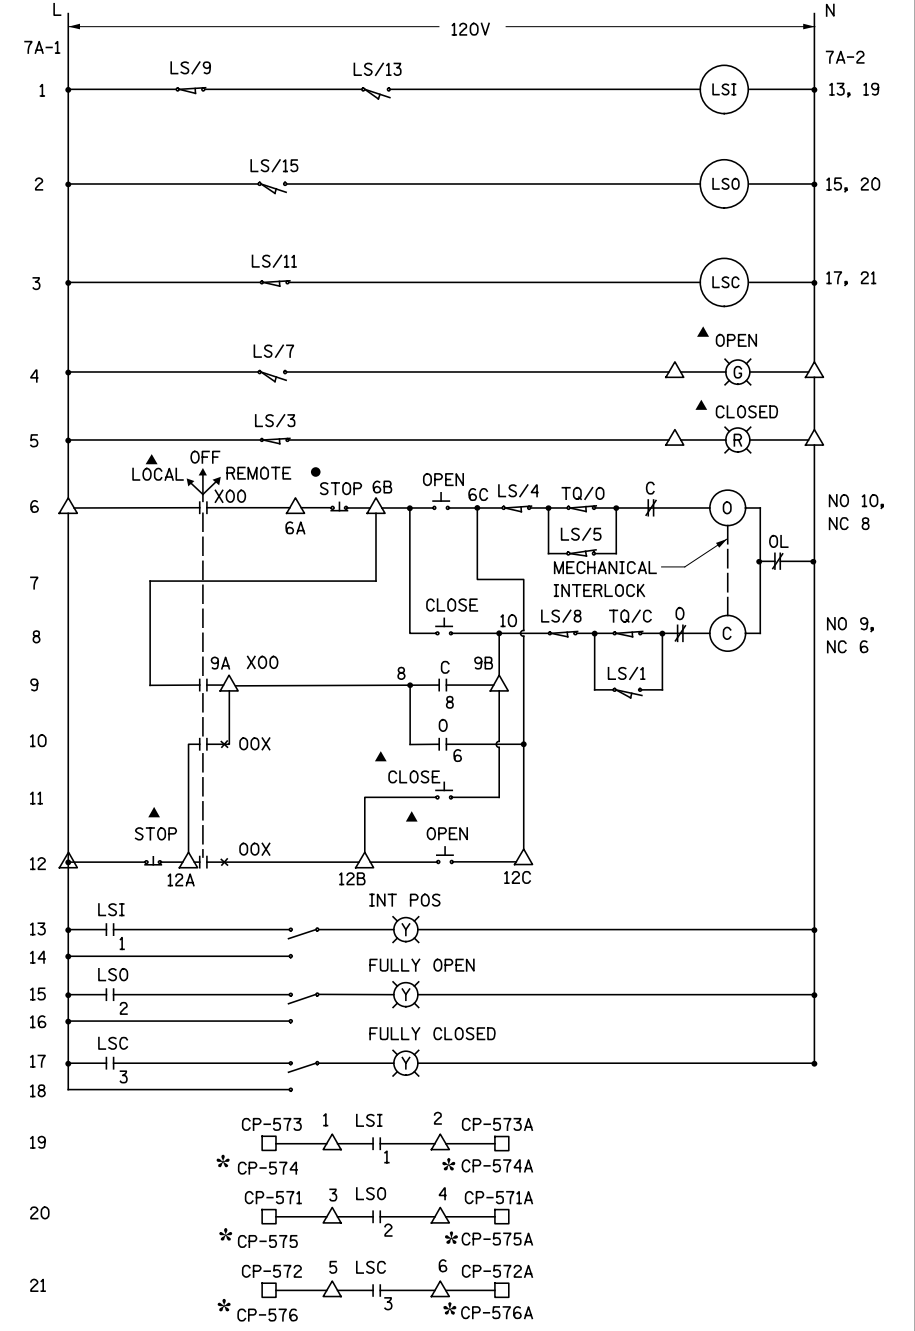 L N
120V
7A-1 7A-2
LS/9 LS/13
1 LSI 13, 19
LS/15
2 LSO 15, 20
LS/11
3 LSC 17, 21
▲ OPEN
LS/7
4 G
▲ CLOSED
LS/3
5 R
▲ LOCAL OFF REMOTE ● STOP 6B OPEN 6C LS/4 TQ/O C
6 X00 6A O NO 10, NC 8
LS/5 OL
MECHANICAL
INTERLOCK
7
CLOSE 10 LS/8 TQ/C O
8 C NO 9, NC 6
9A X00 8 C 9B LS/1
9 8
O
10 00X 6
▲ CLOSE
11
▲ STOP ▲ OPEN
12 00X
12A 12B 12C
LSI INT POS
13 1 Y
14
LSO FULLY OPEN
15 2 Y
16
LSC FULLY CLOSED
17 3 Y
18
CP-573 1 LSI 2 CP-573A
19 1
* CP-574 * CP-574A
CP-571 3 LSO 4 CP-571A
20 2
* CP-575 * CP-575A
CP-572 5 LSC 6 CP-572A
21 3
* CP-576 * CP-576A